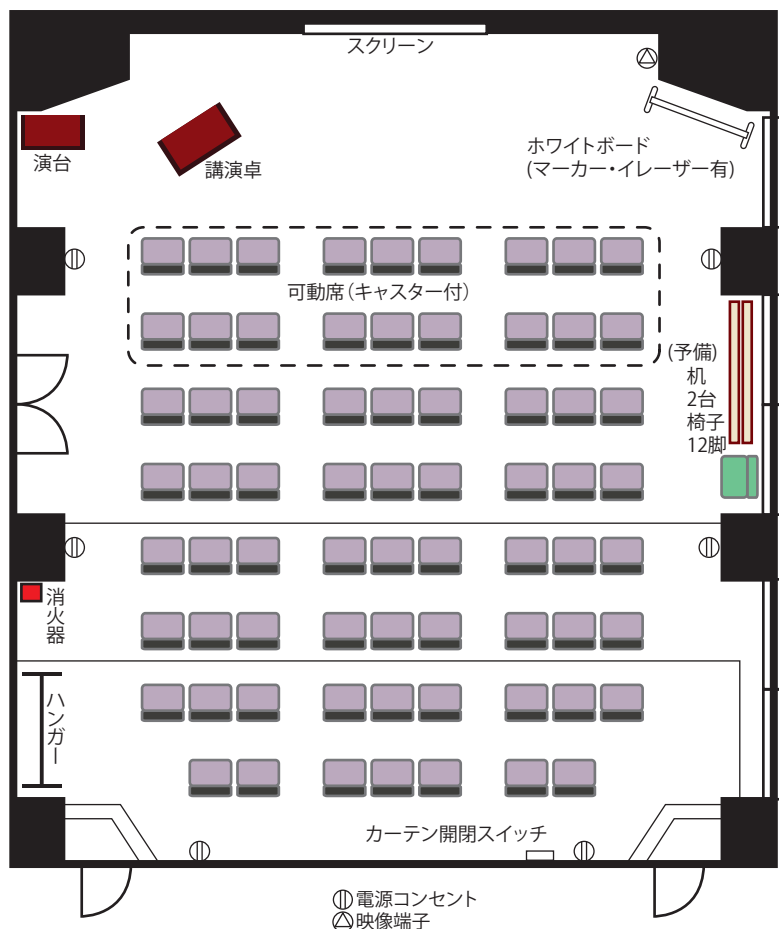 スクリーン
演台
講演卓
ホワイトボード
(マーカー・イレーザー有)
可動席(キャスター付)
(予備)
机
2台
椅子
12脚
消火器
ハンガー
カーテン開閉スイッチ
電源コンセント
映像端子